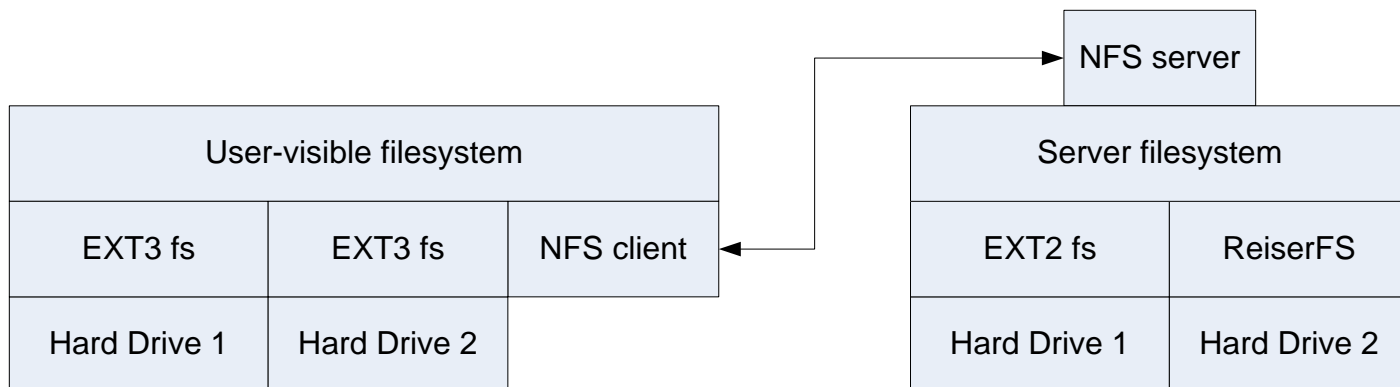 NFS server
User-visible filesystem
Server filesystem
EXT3 fs
EXT3 fs
NFS client
EXT2 fs
ReiserFS
Hard Drive 1
Hard Drive 2
Hard Drive 1
Hard Drive 2